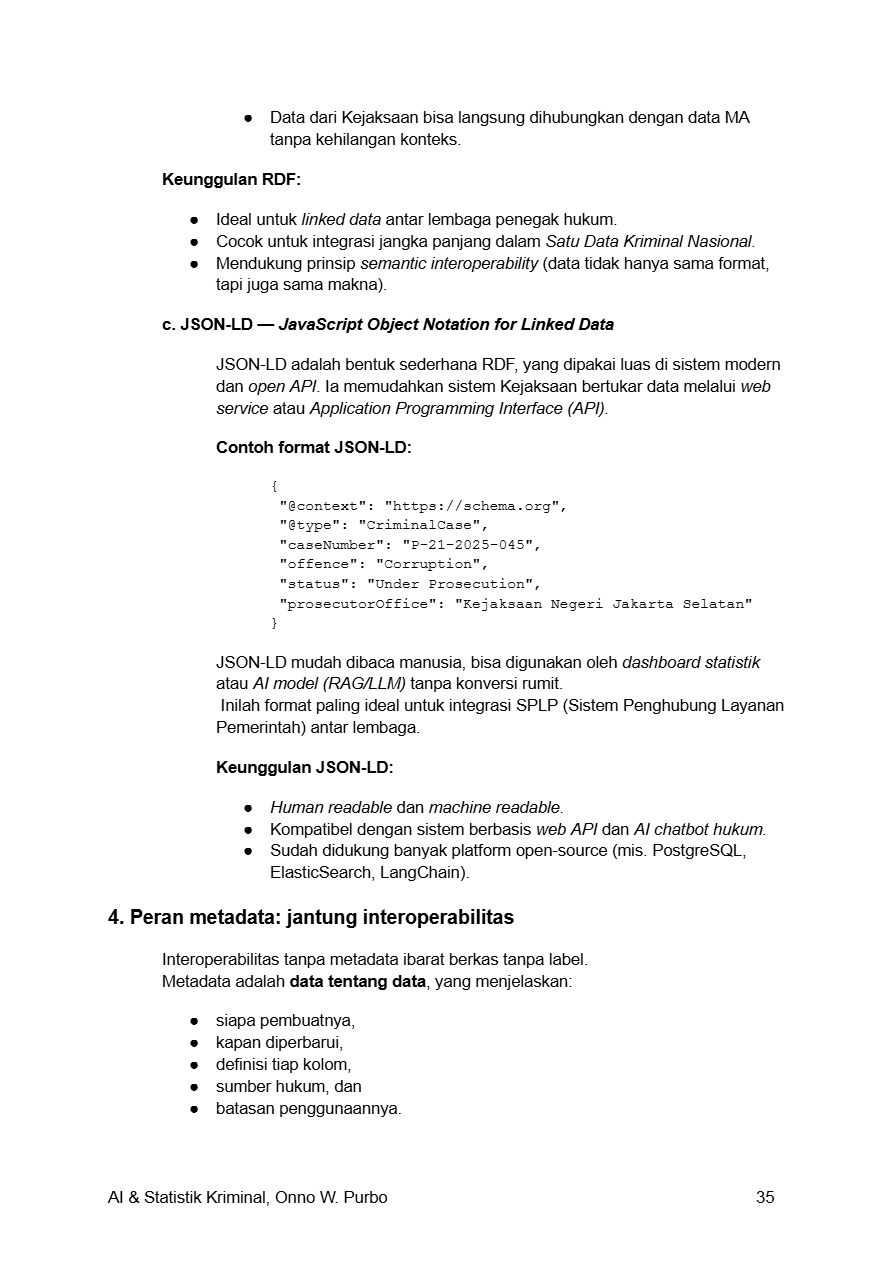 ● Data dari Kejaksaan bisa langsung dihubungkan dengan data MA
tanpa kehilangan konteks.
Keunggulan RDF:
● Ideal untuk linked data antar lembaga penegak hukum.
● Cocok untuk integrasi jangka panjang dalam Satu Data Kriminal Nasional.
● Mendukung prinsip semantic interoperability (data tidak hanya sama format,
tapi juga sama makna).
c. JSON-LD — JavaScript Object Notation for Linked Data
JSON-LD adalah bentuk sederhana RDF, yang dipakai luas di sistem modern
dan open API. Ia memudahkan sistem Kejaksaan bertukar data melalui web
service atau Application Programming Interface (API).
Contoh format JSON-LD:
{
"@context": "https://schema.org",
"@type": "CriminalCase",
"caseNumber": "P-21-2025-045",
"offence": "Corruption",
"status": "Under Prosecution",
"prosecutorOffice": "Kejaksaan Negeri Jakarta Selatan"
}
JSON-LD mudah dibaca manusia, bisa digunakan oleh dashboard statistik
atau AI model (RAG/LLM) tanpa konversi rumit.
Inilah format paling ideal untuk integrasi SPLP (Sistem Penghubung Layanan
Pemerintah) antar lembaga.
Keunggulan JSON-LD:
● Human readable dan machine readable.
● Kompatibel dengan sistem berbasis web API dan AI chatbot hukum.
● Sudah didukung banyak platform open-source (mis. PostgreSQL,
ElasticSearch, LangChain).
4. Peran metadata: jantung interoperabilitas
Interoperabilitas tanpa metadata ibarat berkas tanpa label.
Metadata adalah data tentang data, yang menjelaskan:
● siapa pembuatnya,
● kapan diperbarui,
● definisi tiap kolom,
● sumber hukum, dan
● batasan penggunaannya.
AI & Statistik Kriminal, Onno W. Purbo 35